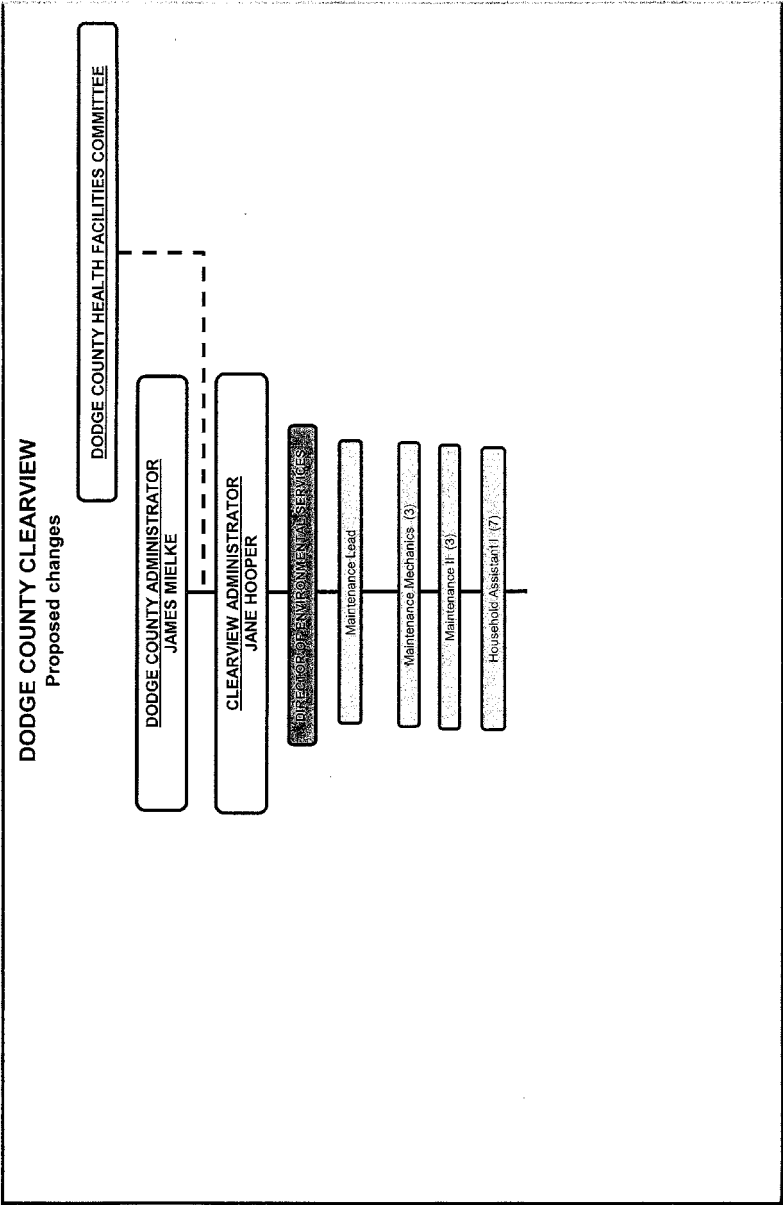 DODGE COUNTY CLEARVIEW
Proposed changes
DODGE COUNTY HEALTH FACILITIES COMMITTEE
DODGE COUNTY ADMINISTRATOR
JAMES MIELKE
CLEARVIEW ADMINISTRATOR
JANE HOOPER
DIRECTOR OF ENVIRONMENTAL SERVICES
Maintenance Lead
Maintenance Mechanics (3)
Maintenance II (3)
Household Assistant I (7)